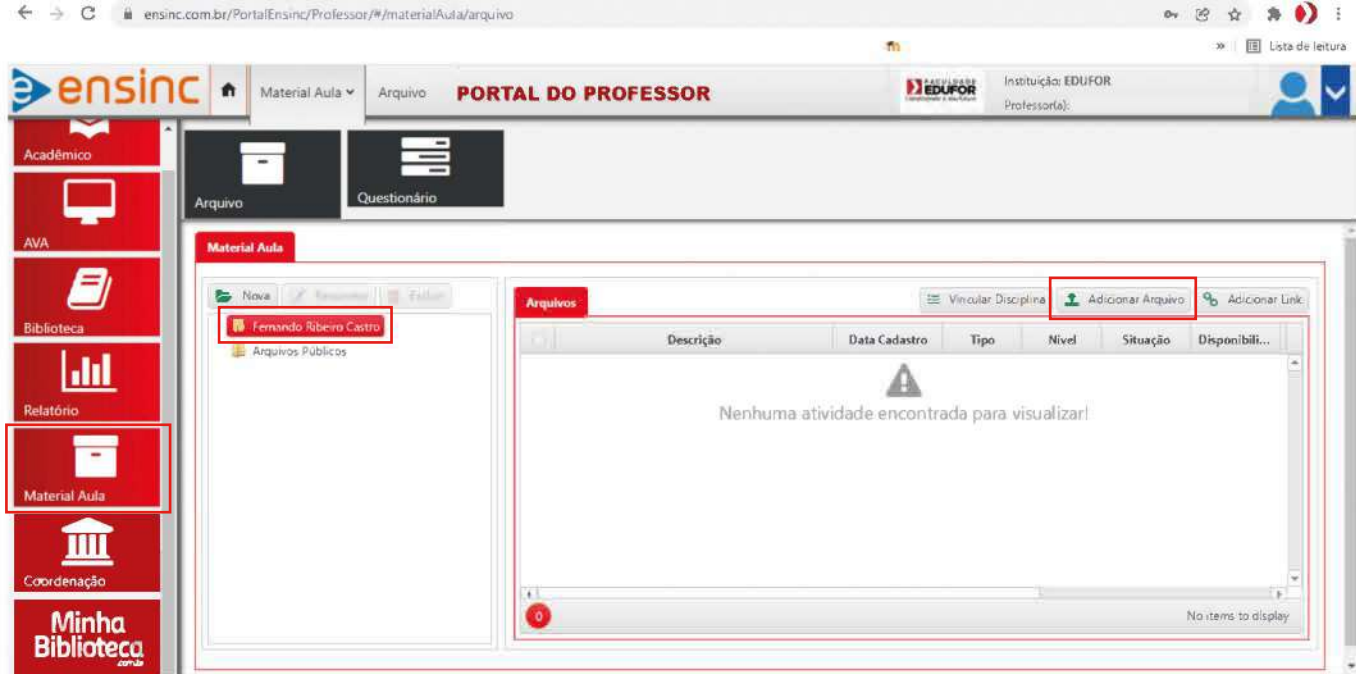 ensinc.com.br/PortalEnsinc/Professor/#/materialAula/arquivo
» Lista de leitura
ensinc Material Aula Arquivo PORTAL DO PROFESSOR
FACULDADE EDUFOR
Instituição: EDUFOR
Professor(a):
Acadêmico
AVA
Biblioteca
Relatório
Material Aula
Coordenação
Minha
Biblioteca
Arquivo
Questionário
Material Aula
Nova Renomear Excluir
Fernando Ribeiro Castro
Arquivos Públicos
Arquivos
Vincular Disciplina Adicionar Arquivo Adicionar Link
Descrição Data Cadastro Tipo Nível Situação Disponibili...
Nenhuma atividade encontrada para visualizar!
0
No items to display